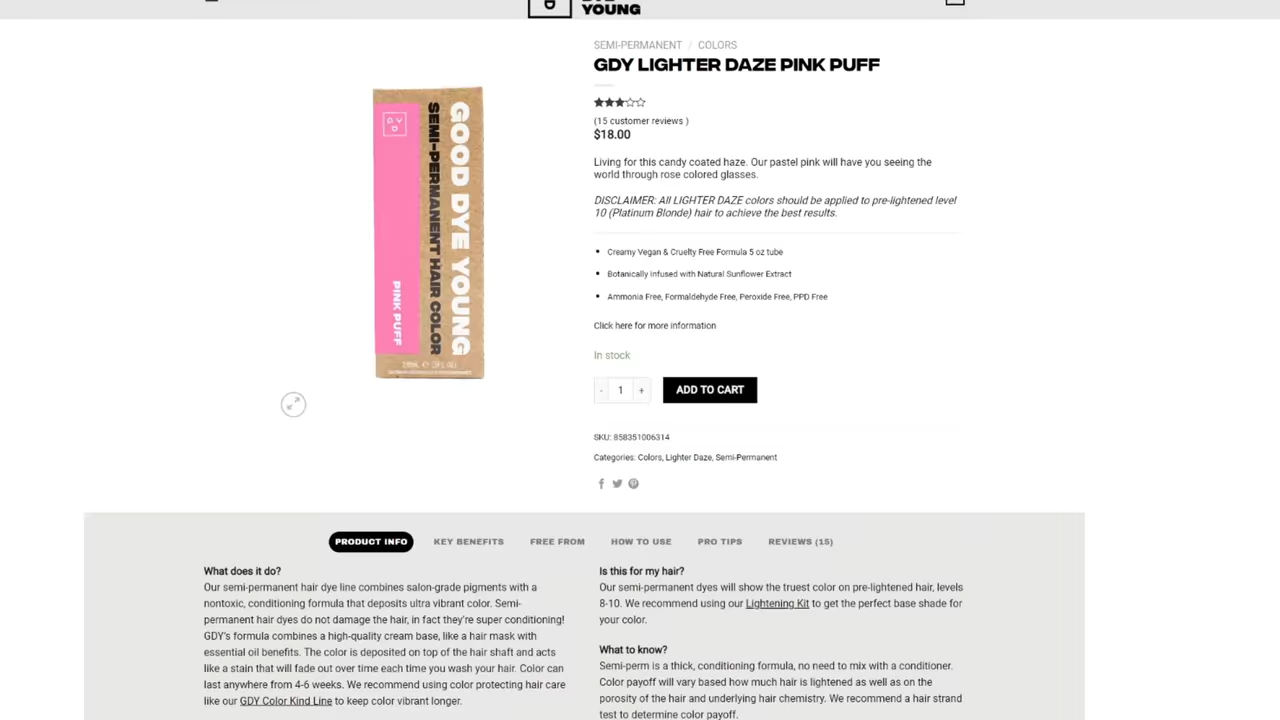 YOUNG
SEMI-PERMANENT / COLORS
GDY LIGHTER DAZE PINK PUFF
(15 customer reviews )
$18.00
Living for this candy coated haze. Our pastel pink will have you seeing the
world through rose colored glasses.
DISCLAIMER: All LIGHTER DAZE colors should be applied to pre-lightened level
10 (Platinum Blonde) hair to achieve the best results.
Creamy Vegan & Cruelty Free Formula 5 oz tube
Botanically Infused with Natural Sunflower Extract
Ammonia Free, Formaldehyde Free, Peroxide Free, PPD Free
Click here for more information
In stock
- 1 +
ADD TO CART
SKU: 858351006314
Categories: Colors, Lighter Daze, Semi-Permanent
GOOD DYE YOUNG
SEMI-PERMANENT HAIR COLOR
PINK PUFF
PRODUCT INFO KEY BENEFITS FREE FROM HOW TO USE PRO TIPS REVIEWS (15)
What does it do?
Our semi-permanent hair dye line combines salon-grade pigments with a
nontoxic, conditioning formula that deposits ultra vibrant color. Semi-
permanent hair dyes do not damage the hair, in fact they're super conditioning!
GDY's formula combines a high-quality cream base, like a hair mask with
essential oil benefits. The color is deposited on top of the hair shaft and acts
like a stain that will fade out over time each time you wash your hair. Color can
last anywhere from 4-6 weeks. We recommend using color protecting hair care
like our GDY Color Kind Line to keep color vibrant longer.
Is this for my hair?
Our semi-permanent dyes will show the truest color on pre-lightened hair, levels
8-10. We recommend using our Lightening Kit to get the perfect base shade for
your color.
What to know?
Semi-perm is a thick, conditioning formula, no need to mix with a conditioner.
Color payoff will vary based how much hair is lightened as well as on the
porosity of the hair and underlying hair chemistry. We recommend a hair strand
test to determine color payoff.